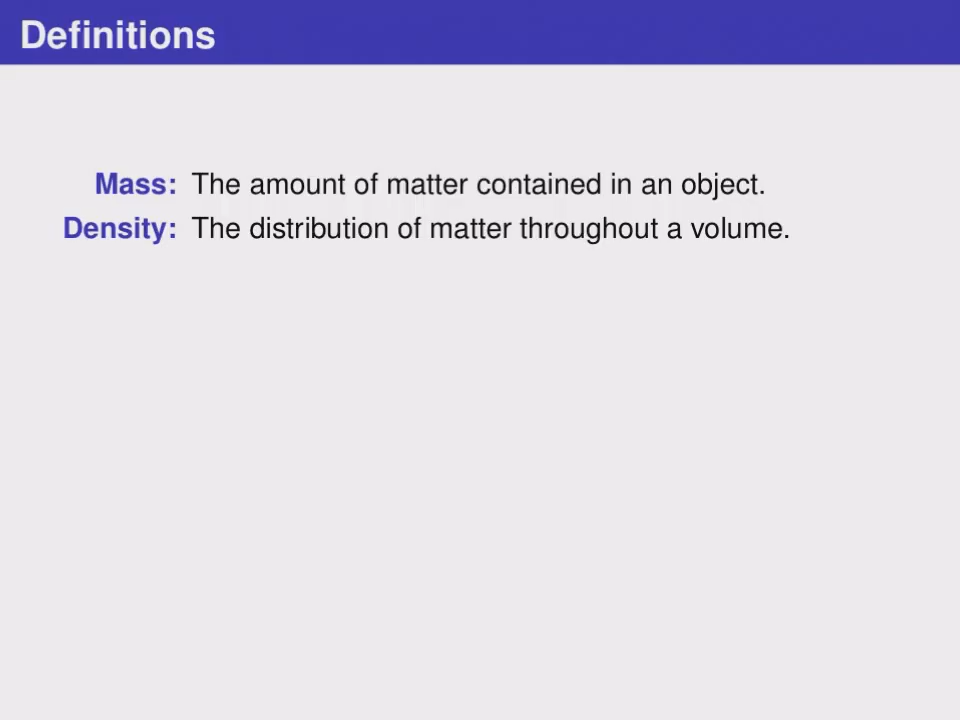 Definitions
Mass: The amount of matter contained in an object.
Density: The distribution of matter throughout a volume.